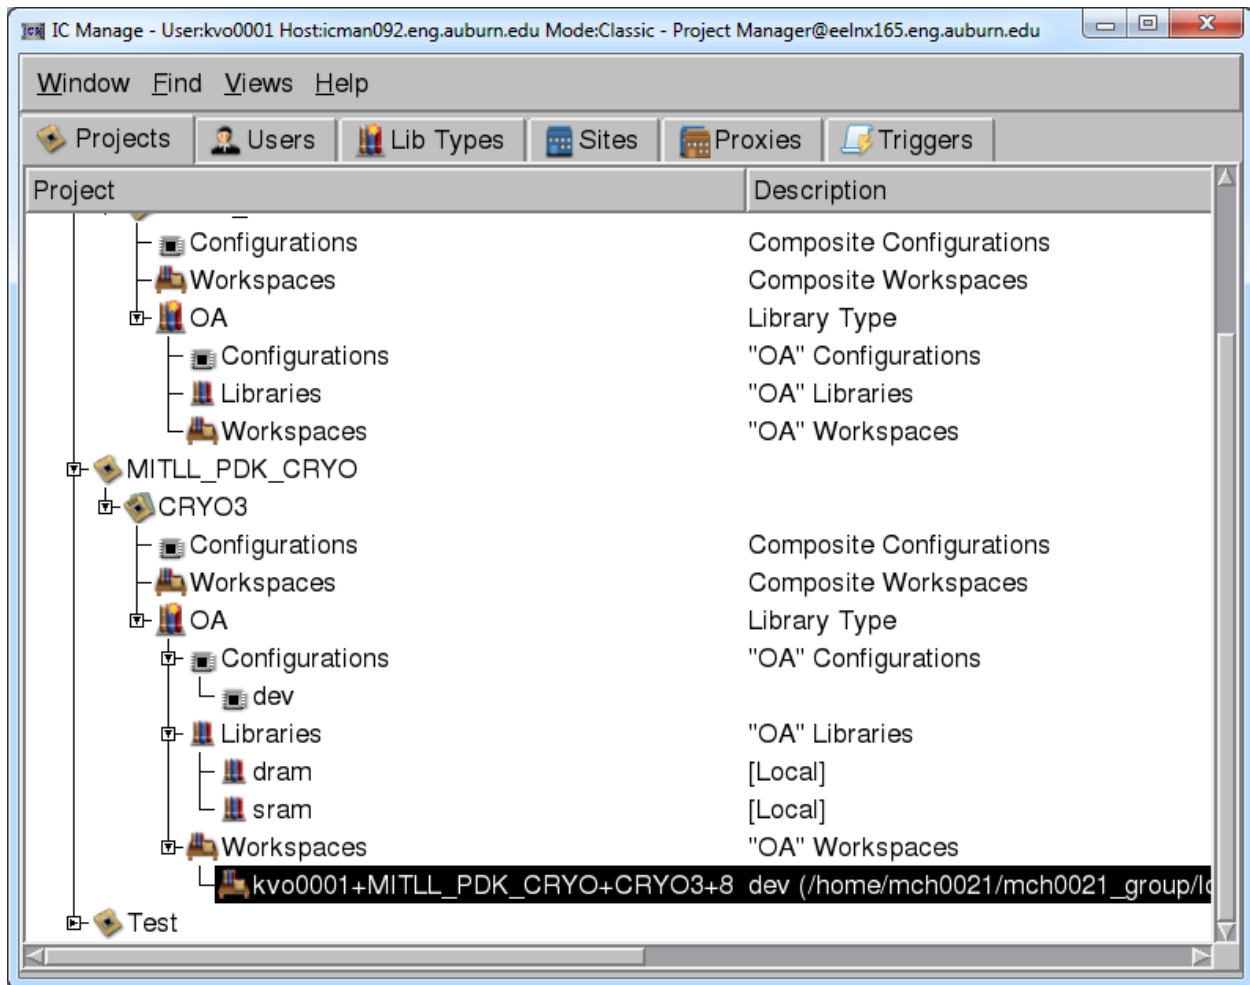 IC Manage - User:kvo0001 Host:icman092.eng.auburn.edu Mode:Classic - Project Manager@eelnx165.eng.auburn.edu
Window Find Views Help
Projects Users Lib Types Sites Proxies Triggers
Project Description
Configurations Composite Configurations
Workspaces Composite Workspaces
OA Library Type
Configurations "OA" Configurations
Libraries "OA" Libraries
Workspaces "OA" Workspaces
MITLL_PDK_CRYO
CRYO3
Configurations Composite Configurations
Workspaces Composite Workspaces
OA Library Type
Configurations "OA" Configurations
dev
Libraries "OA" Libraries
dram [Local]
sram [Local]
Workspaces "OA" Workspaces
kvo0001+MITLL_PDK_CRYO+CRYO3+8 dev (/home/mch0021/mch0021_group/
Test